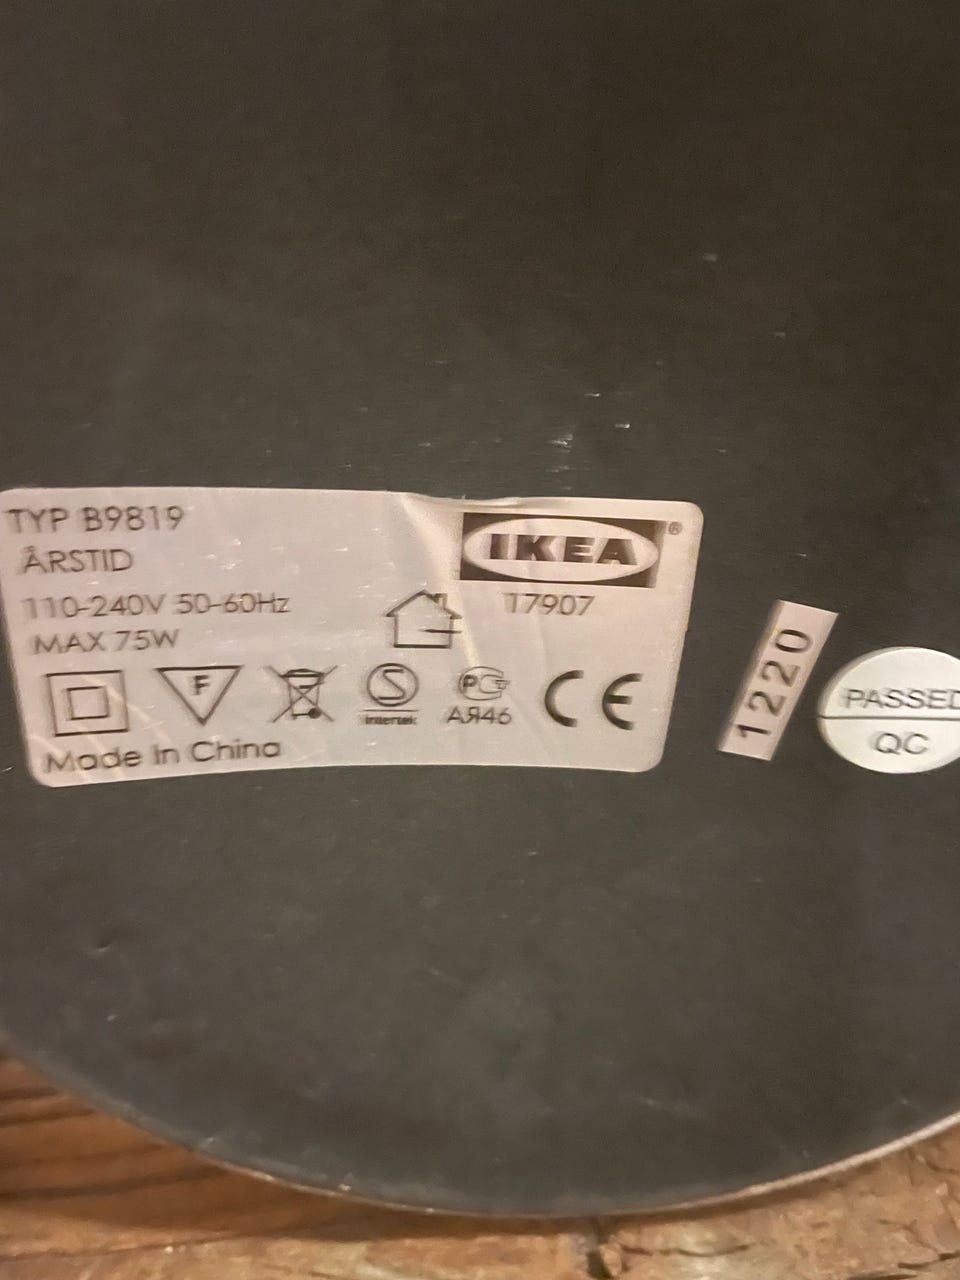 TYP B9819
ÅRSTID
110-240V 50-60Hz
MAX 75W
IKEA®
17907
F
S
Intertek
РСТ
АЯ46
CE
Made in China
1220
PASSED
QC